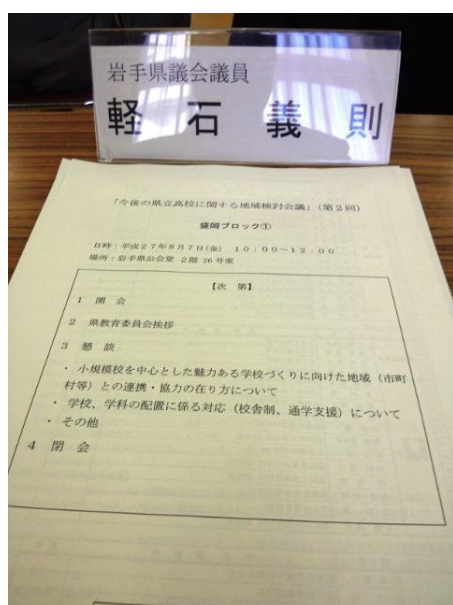 岩手県議会議員
軽石義則
「今後の県立高校に関する地域検討会議」(第2回)
盛岡ブロック①
日時:平成27年8月7日(金) 10:00~12:00
場所:岩手県公会堂 2階 26号室
【次 第】
1 開 会
2 県教育委員会挨拶
3 懇 談
・小規模校を中心とした魅力ある学校づくりに向けた地域(市町
村等)との連携・協力の在り方について
・学校、学科の配置に係る対応(校舎制、通学支援)について
・その他
4 閉 会